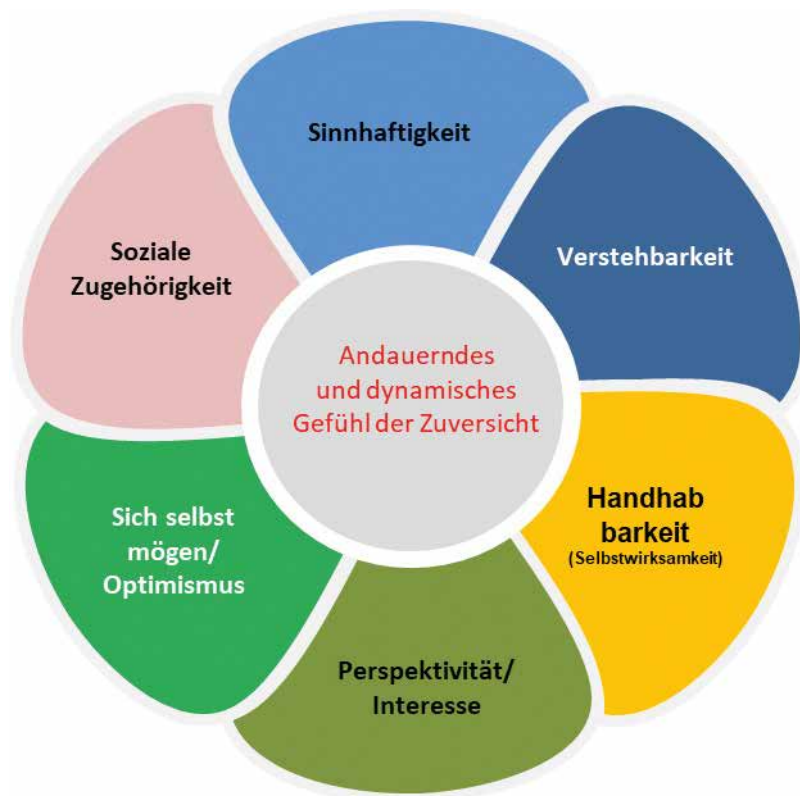 Sinnhaftigkeit
Verstehbarkeit
Handhab
barkeit
(Selbstwirksamkeit)
Perspektivität/
Interesse
Sich selbst
mögen/
Optimismus
Soziale
Zugehörigkeit
Andauerndes
und dynamisches
Gefühl der Zuversicht